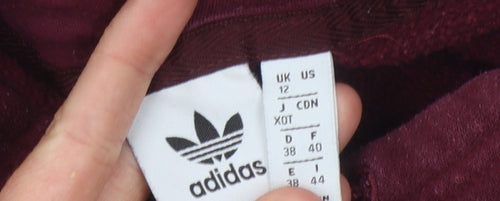 adidas
UK US
12
J CDN
XOT
D F
38 40
E I
38 44